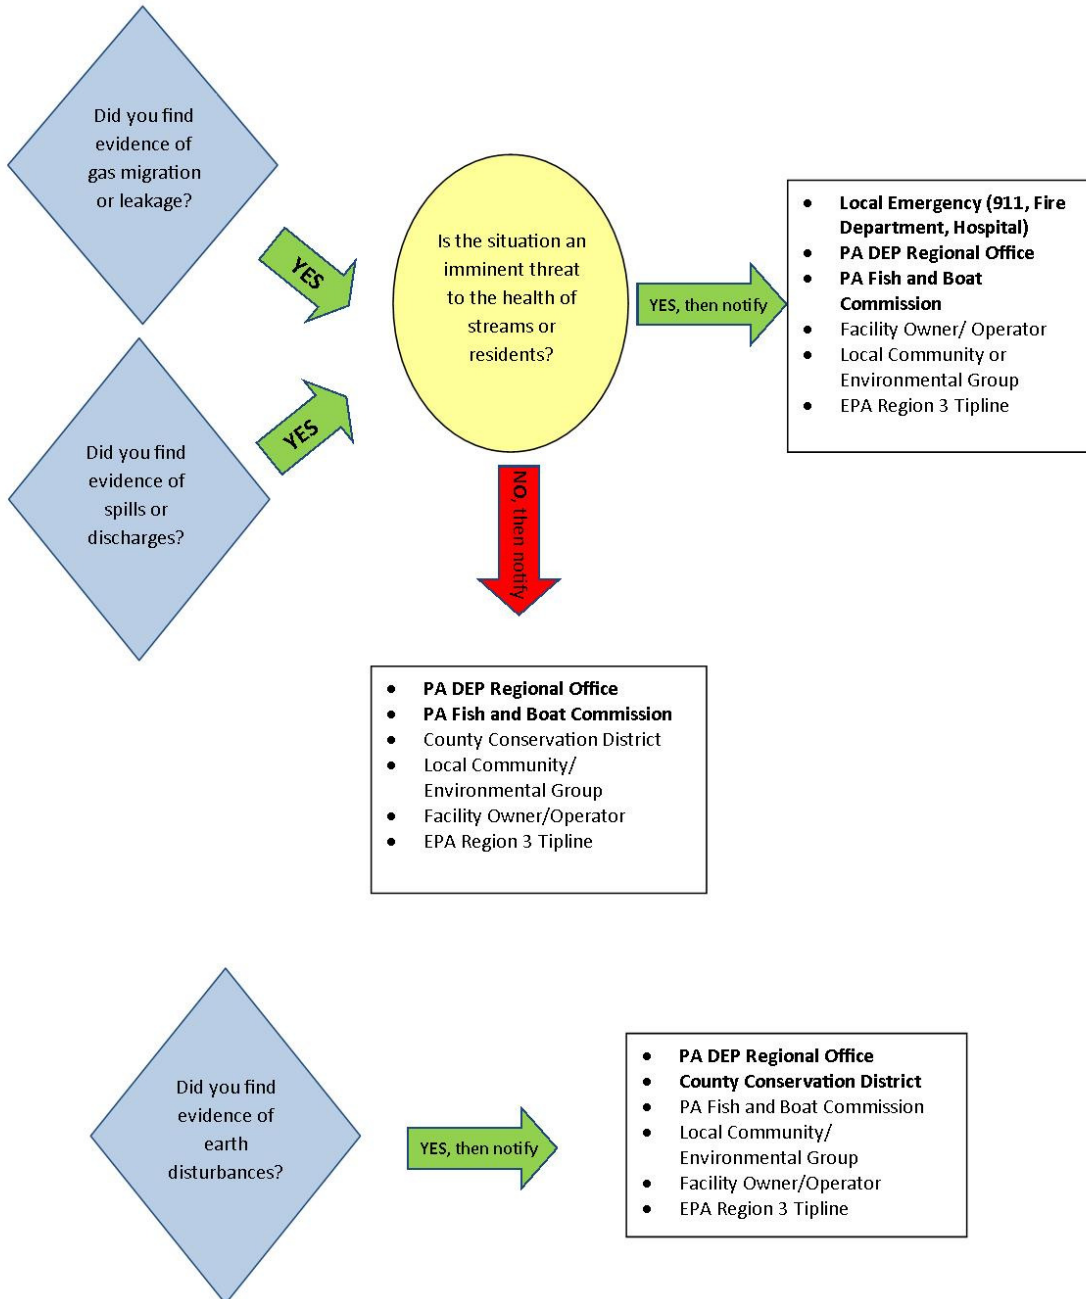 Did you find
evidence of
gas migration
or leakage?
YES
Is the situation an
imminent threat
to the health of
streams or
residents?
YES, then notify
• Local Emergency (911, Fire
Department, Hospital)
• PA DEP Regional Office
• PA Fish and Boat
Commission
• Facility Owner/ Operator
• Local Community or
Environmental Group
• EPA Region 3 Tipline
Did you find
evidence of
spills or
discharges?
YES
NO, then notify
• PA DEP Regional Office
• PA Fish and Boat Commission
• County Conservation District
• Local Community/
Environmental Group
• Facility Owner/Operator
• EPA Region 3 Tipline
Did you find
evidence of
earth
disturbances?
YES, then notify
• PA DEP Regional Office
• County Conservation District
• PA Fish and Boat Commission
• Local Community/
Environmental Group
• Facility Owner/Operator
• EPA Region 3 Tipline